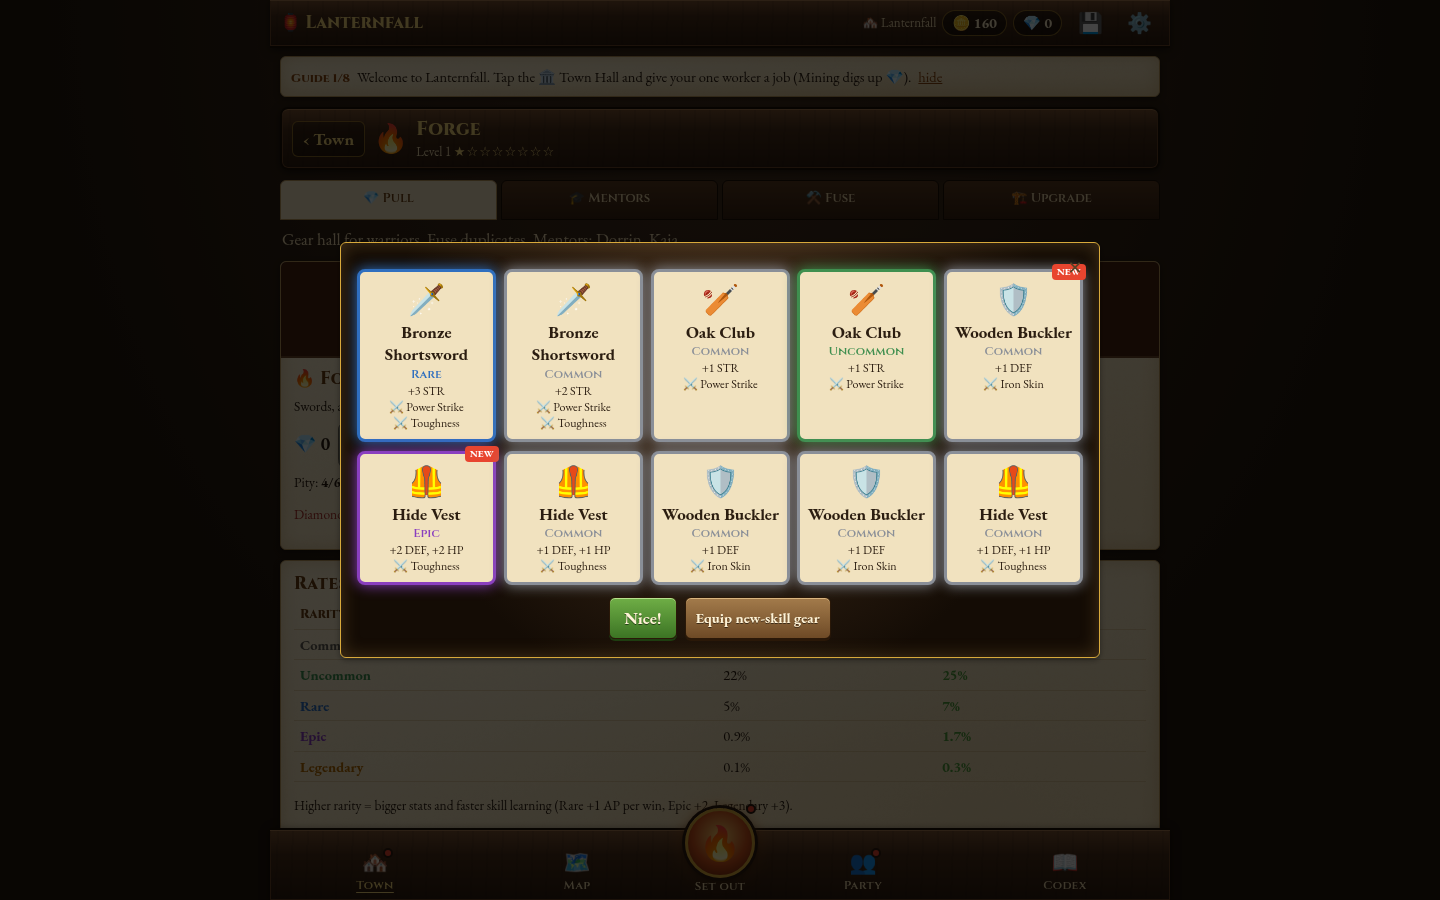 Lanternfall
Lanternfall
160
0
Guide 1/8 Welcome to Lanternfall. Tap the Town Hall and give your one worker a job (Mining digs up ). hide
‹ Town
Forge
Level 1 ★☆☆☆☆☆☆☆
Pull
Mentors
Fuse
Upgrade
Gear hall for warriors. Fuse duplicates. Mentors: Dorrin, Kaja
Bronze Shortsword
Rare
+3 STR
Power Strike
Toughness
Bronze Shortsword
Common
+2 STR
Power Strike
Toughness
Oak Club
Common
+1 STR
Power Strike
Oak Club
Uncommon
+1 STR
Power Strike
NEW
Wooden Buckler
Common
+1 DEF
Iron Skin
NEW
Hide Vest
Epic
+2 DEF, +2 HP
Toughness
Hide Vest
Common
+1 DEF, +1 HP
Toughness
Wooden Buckler
Common
+1 DEF
Iron Skin
Wooden Buckler
Common
+1 DEF
Iron Skin
Hide Vest
Common
+1 DEF, +1 HP
Toughness
Nice!
Equip new-skill gear
Swords,
0
Pity: 4/6
Uncommon 22% 25%
Rare 5% 7%
Epic 0.9% 1.7%
Legendary 0.1% 0.3%
Higher rarity = bigger stats and faster skill learning (Rare +1 AP per win, Epic +2, Legendary +3).
Town
Map
Set out
Party
Codex